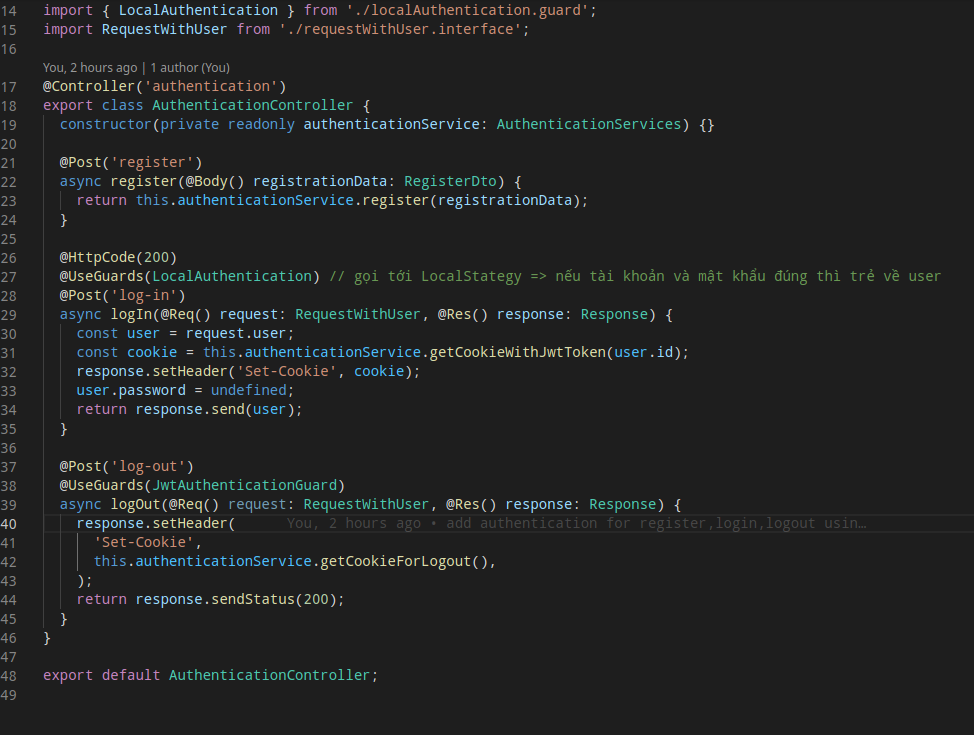 14 import { LocalAuthentication } from './localAuthentication.guard';
15 import RequestWithUser from './requestWithUser.interface';
16
You, 2 hours ago | 1 author (You)
17 @Controller('authentication')
18 export class AuthenticationController {
19 constructor(private readonly authenticationService: AuthenticationServices) {}
20
21 @Post('register')
22 async register(@Body() registrationData: RegisterDto) {
23 return this.authenticationService.register(registrationData);
24 }
25
26 @HttpCode(200)
27 @UseGuards(LocalAuthentication) // gọi tới LocalStategy => nếu tài khoản và mật khẩu đúng thì trẻ về user
28 @Post('log-in')
29 async logIn(@Req() request: RequestWithUser, @Res() response: Response) {
30 const user = request.user;
31 const cookie = this.authenticationService.getCookieWithJwtToken(user.id);
32 response.setHeader('Set-Cookie', cookie);
33 user.password = undefined;
34 return response.send(user);
35 }
36
37 @Post('log-out')
38 @UseGuards(JwtAuthenticationGuard)
39 async logOut(@Req() request: RequestWithUser, @Res() response: Response) {
40 response.setHeader( You, 2 hours ago • add authentication for register,login,logout usin…
41 'Set-Cookie',
42 this.authenticationService.getCookieForLogout(),
43 );
44 return response.sendStatus(200);
45 }
46 }
47
48 export default AuthenticationController;
49